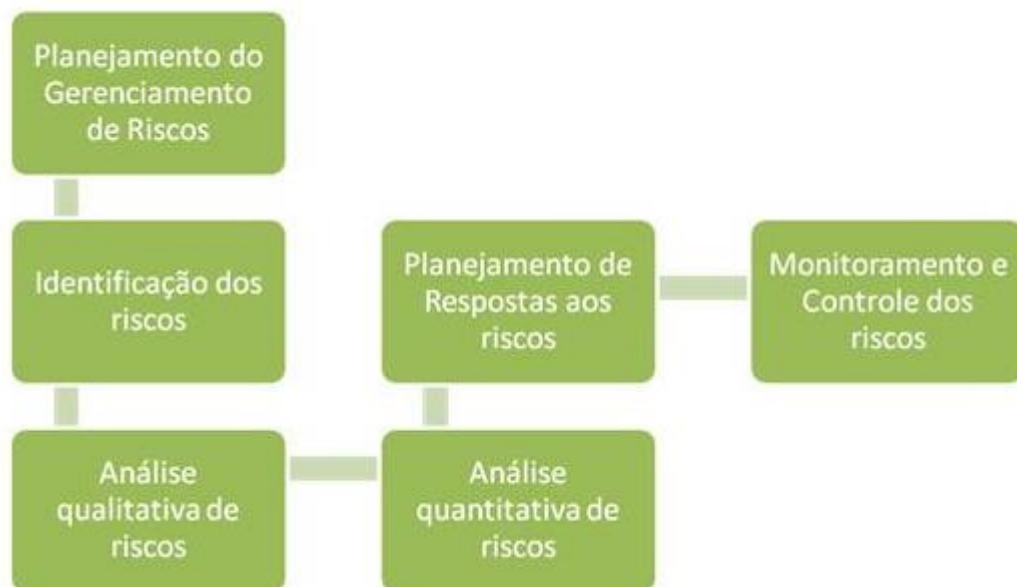 Planejamento do
Gerenciamento
de Riscos
Identificação dos
riscos
Análise
qualitativa de
riscos
Análise
quantitativa de
riscos
Planejamento de
Respostas aos
riscos
Monitoramento e
Controle dos
riscos